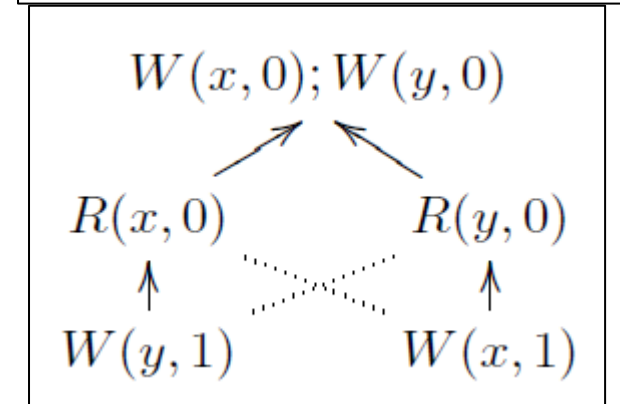 W(x, 0); W(y, 0)
R(x, 0) R(y, 0)
W(y, 1) W(x, 1)